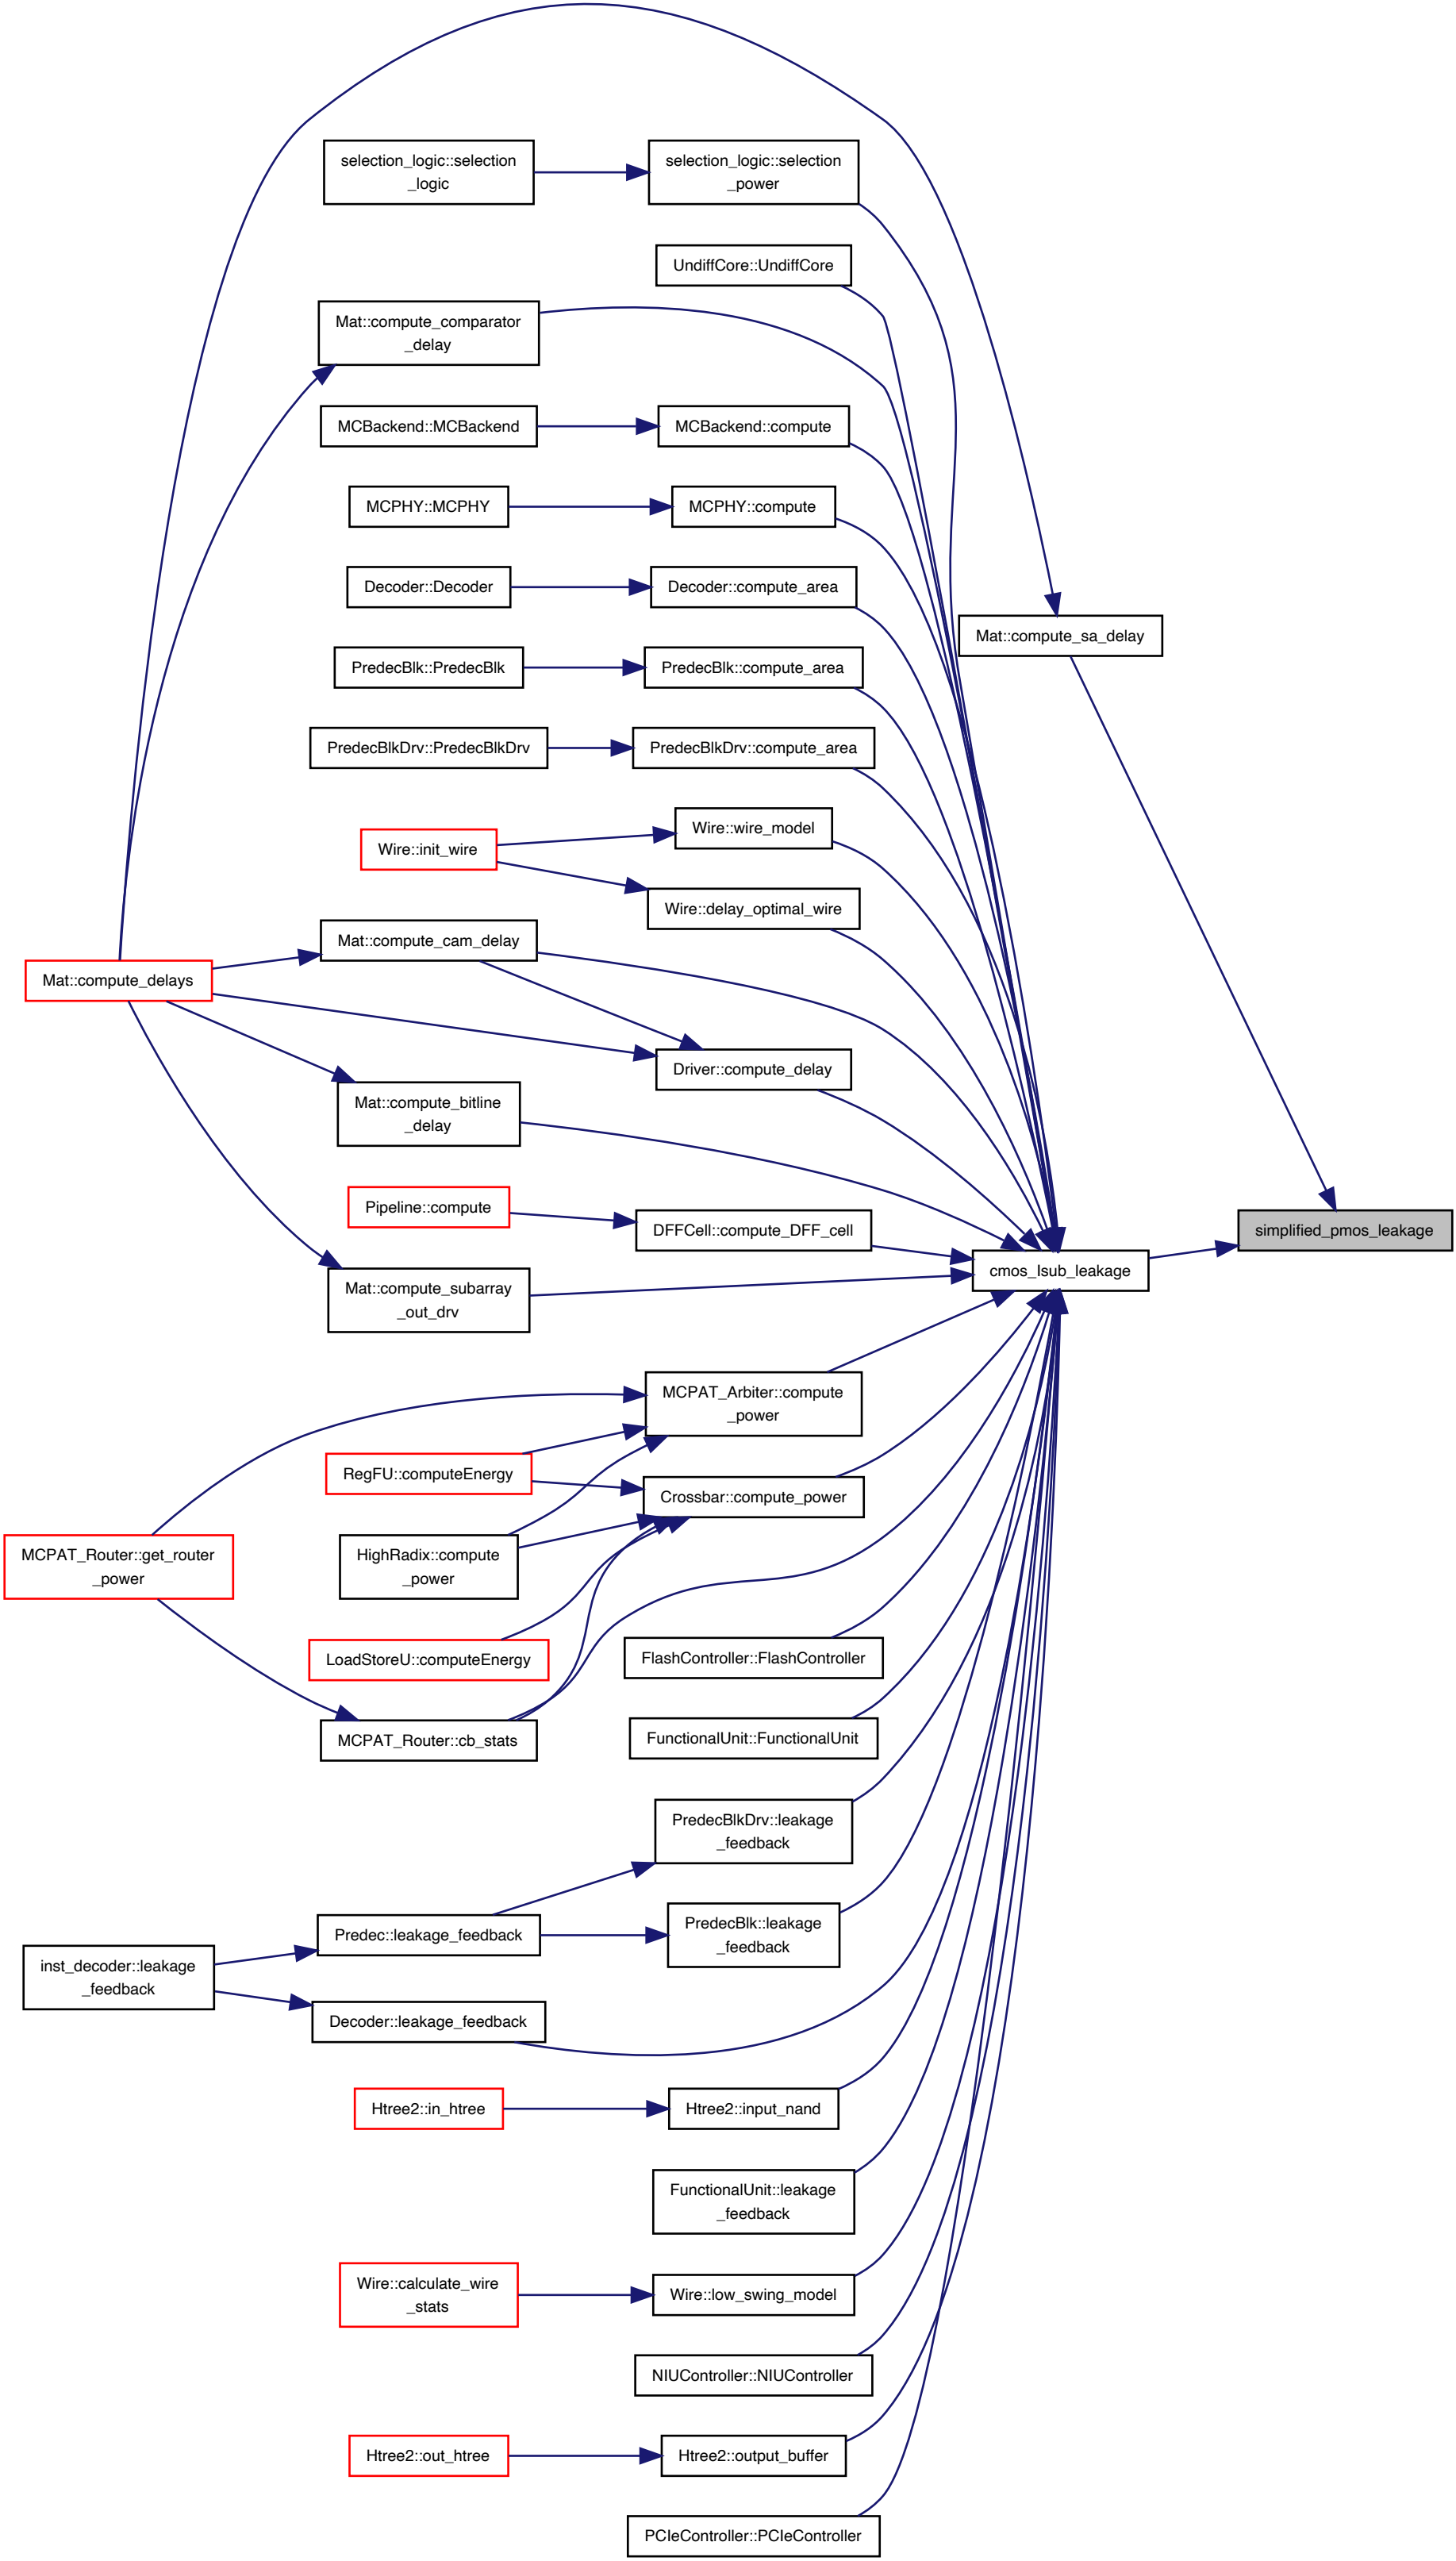 selection_logic::selection
_logic
selection_logic::selection
_power
UndiffCore::UndiffCore
Mat::compute_comparator
_delay
MCBackend::MCBackend
MCBackend::compute
MCPHY::MCPHY
MCPHY::compute
Decoder::Decoder
Decoder::compute_area
Mat::compute_sa_delay
PredecBlk::PredecBlk
PredecBlk::compute_area
PredecBlkDrv::PredecBlkDrv
PredecBlkDrv::compute_area
Wire::wire_model
Wire::init_wire
Wire::delay_optimal_wire
Mat::compute_cam_delay
Mat::compute_delays
Driver::compute_delay
Mat::compute_bitline
_delay
Pipeline::compute
DFFCell::compute_DFF_cell
simplified_pmos_leakage
cmos_Isub_leakage
Mat::compute_subarray
_out_drv
MCPAT_Arbiter::compute
_power
RegFU::computeEnergy
Crossbar::compute_power
MCPAT_Router::get_router
_power
HighRadix::compute
_power
LoadStoreU::computeEnergy
FlashController::FlashController
MCPAT_Router::cb_stats
FunctionalUnit::FunctionalUnit
PredecBlkDrv::leakage
_feedback
Predec::leakage_feedback
PredecBlk::leakage
_feedback
inst_decoder::leakage
_feedback
Decoder::leakage_feedback
Htree2::in_htree
Htree2::input_nand
FunctionalUnit::leakage
_feedback
Wire::calculate_wire
_stats
Wire::low_swing_model
NIUController::NIUController
Htree2::out_htree
Htree2::output_buffer
PCIeController::PCIeController